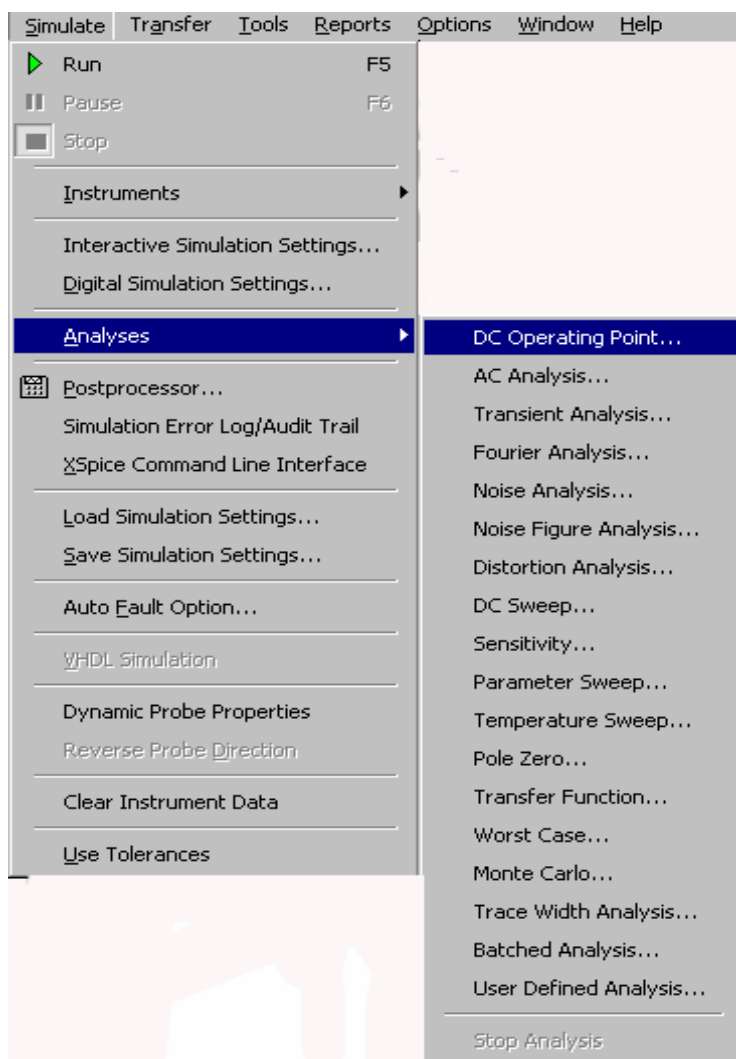 Simulate Transfer Tools Reports Options Window Help
Run F5
Pause F6
Stop
Instruments
Interactive Simulation Settings...
Digital Simulation Settings...
Analyses
Postprocessor...
Simulation Error Log/Audit Trail
XSpice Command Line Interface
Load Simulation Settings...
Save Simulation Settings...
Auto Fault Option...
VHDL Simulation
Dynamic Probe Properties
Reverse Probe Direction
Clear Instrument Data
Use Tolerances
DC Operating Point...
AC Analysis...
Transient Analysis...
Fourier Analysis...
Noise Analysis...
Noise Figure Analysis...
Distortion Analysis...
DC Sweep...
Sensitivity...
Parameter Sweep...
Temperature Sweep...
Pole Zero...
Transfer Function...
Worst Case...
Monte Carlo...
Trace Width Analysis...
Batched Analysis...
User Defined Analysis...
Stop Analysis